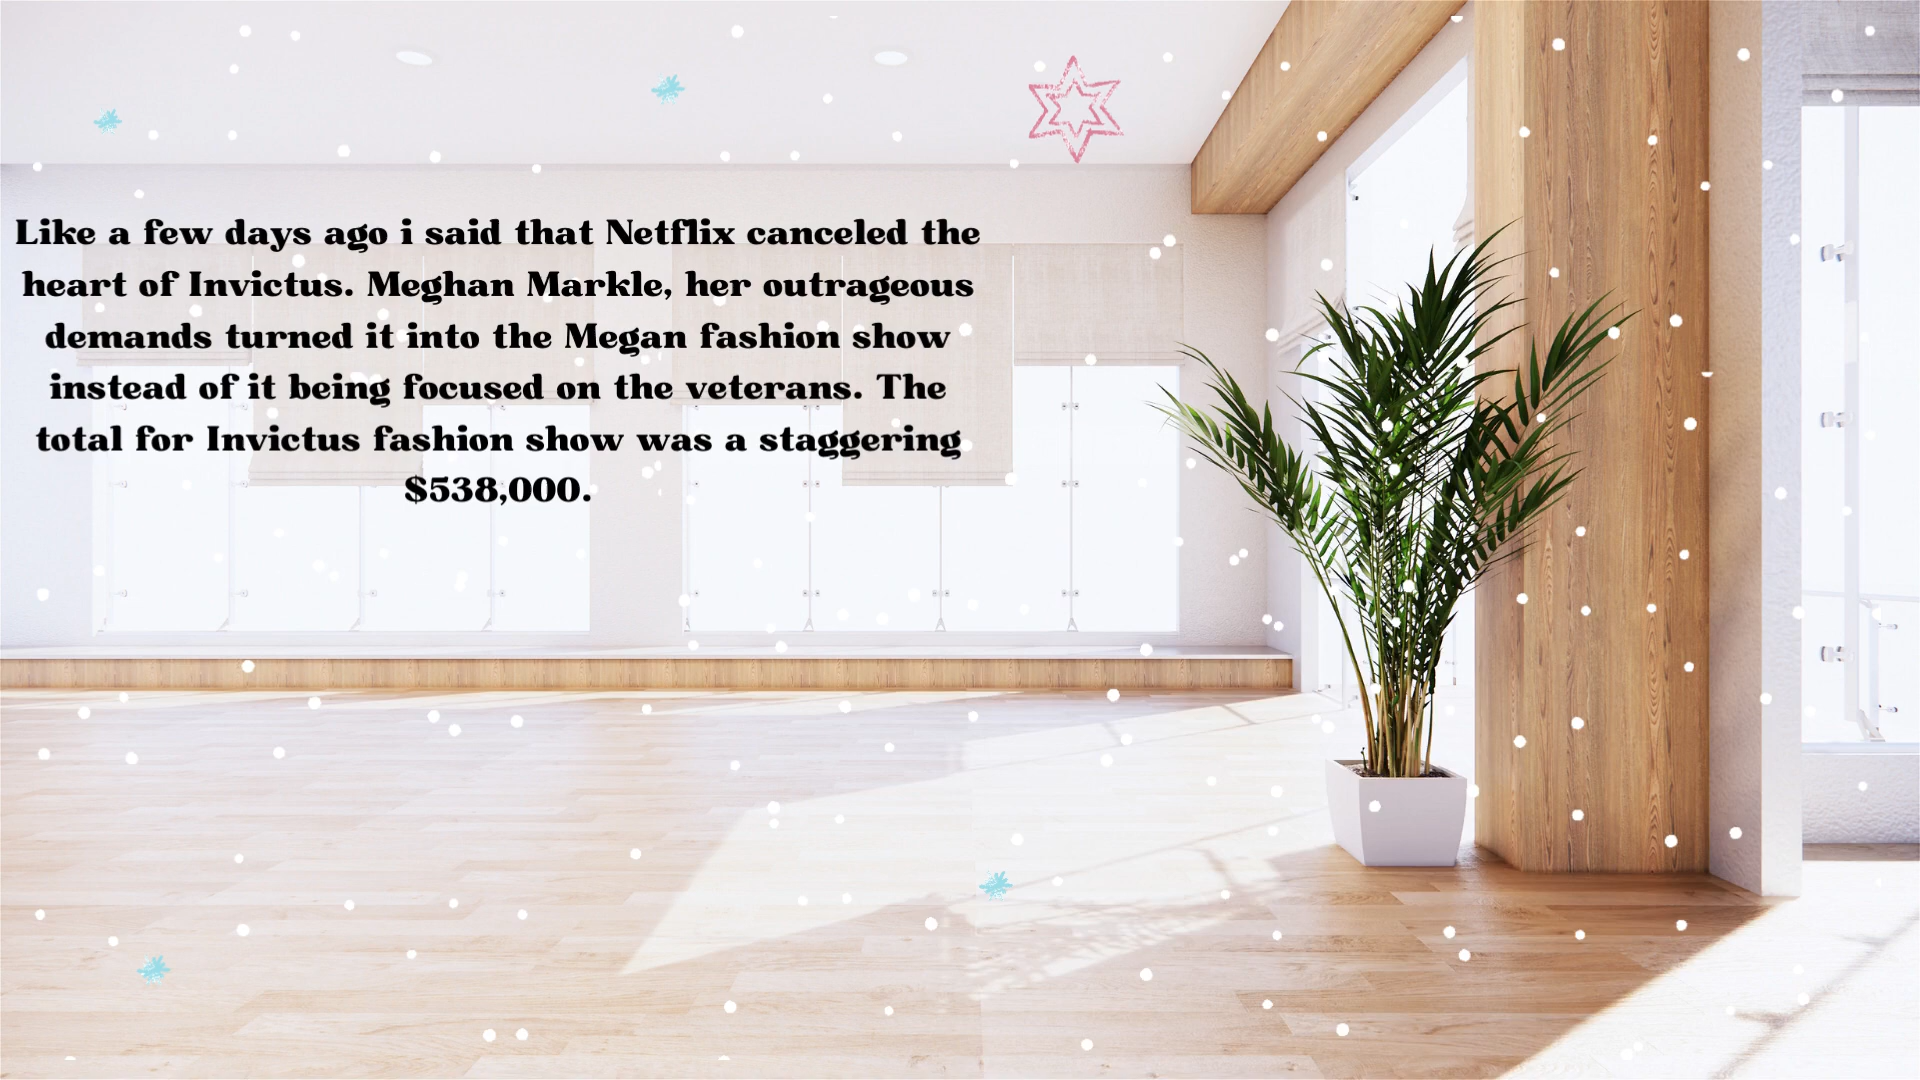 Like a few days ago i said that Netflix canceled the
heart of Invictus. Meghan Markle, her outrageous
demands turned it into the Megan fashion show
instead of it being focused on the veterans. The
total for Invictus fashion show was a staggering
$538,000.